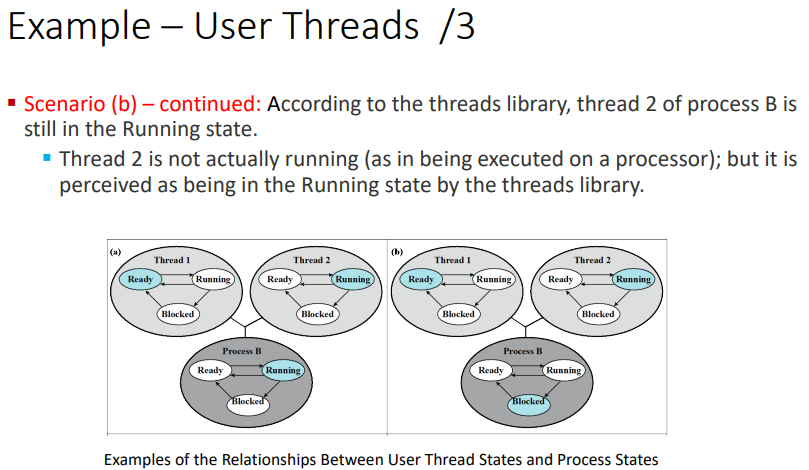 Example – User Threads /3
▪ Scenario (b) – continued: According to the threads library, thread 2 of process B is
still in the Running state.
▪ Thread 2 is not actually running (as in being executed on a processor); but it is
perceived as being in the Running state by the threads library.
(a)
Thread 1
Ready
Running
Blocked
Thread 2
Ready
Running
Blocked
Process B
Ready
Running
Blocked
(b)
Thread 1
Ready
Running
Blocked
Thread 2
Ready
Running
Blocked
Process B
Ready
Running
Blocked
Examples of the Relationships Between User Thread States and Process States